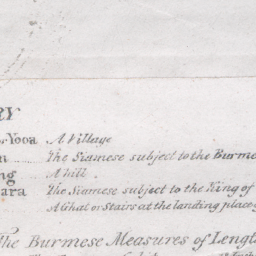 RY
Yooa A Village
n The Siamese subject to the Burme
ng A hill
ara The Siamese subject to the King of
A Ghat or Stairs at the landing place
The Burmese Measures of Lengt